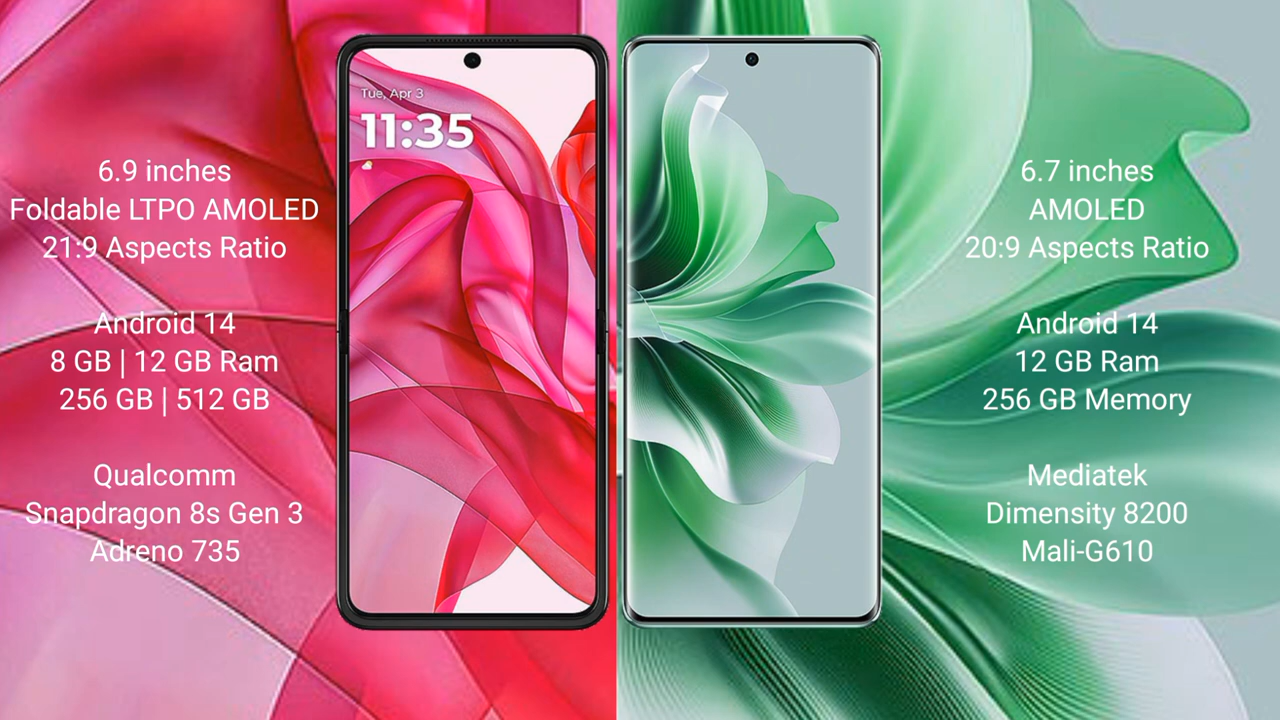 6.9 inches
Foldable LTPO AMOLED
21:9 Aspects Ratio
Android 14
8 GB | 12 GB Ram
256 GB | 512 GB
Qualcomm
Snapdragon 8s Gen 3
Adreno 735
Tue, Apr 3
11:35
6.7 inches
AMOLED
20:9 Aspects Ratio
Android 14
12 GB Ram
256 GB Memory
Mediatek
Dimensity 8200
Mali-G610